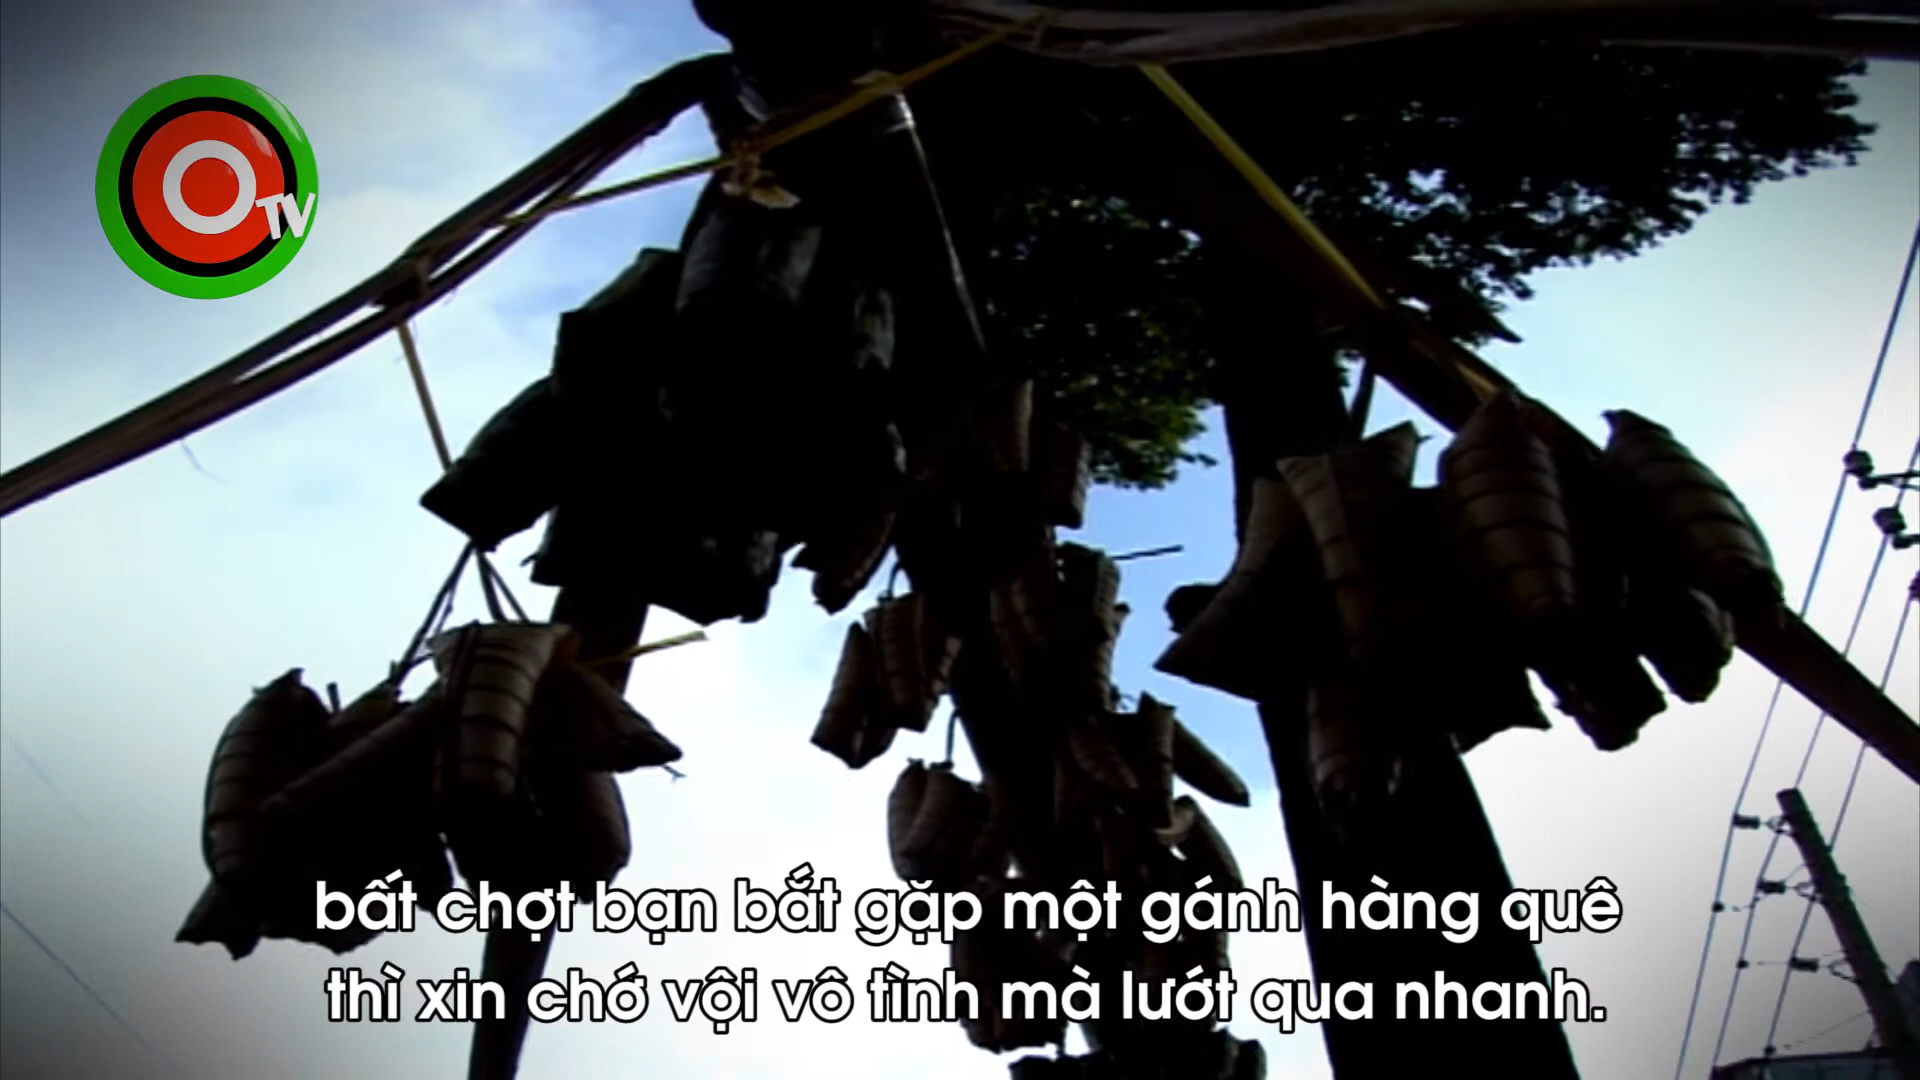 OTV
bất chợt bạn bắt gặp một gánh hàng quê
thì xin chớ vội vô tình mà lướt qua nhanh.